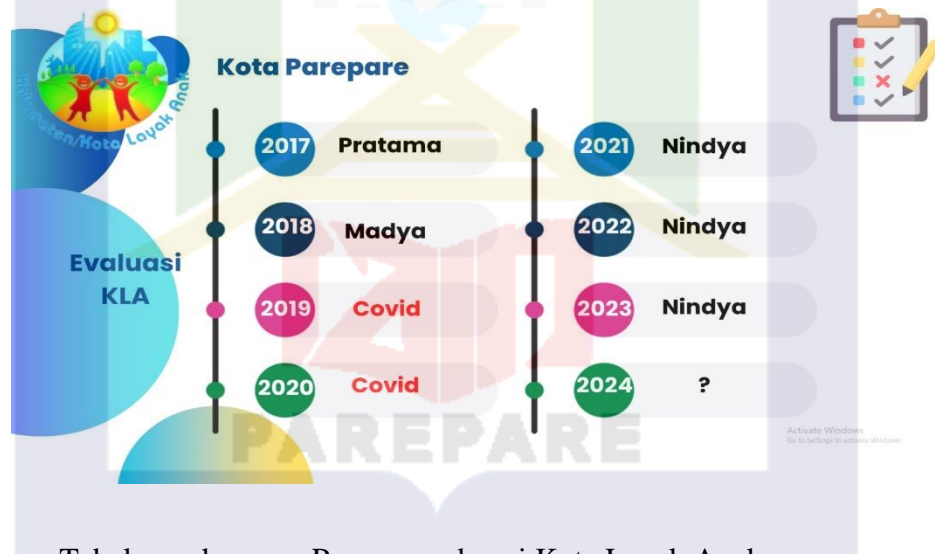 Kabupaten/Kota Layak Anak
Kota Parepare
Evaluasi
KLA
2017 Pratama
2018 Madya
2019 Covid
2020 Covid
2021 Nindya
2022 Nindya
2023 Nindya
2024 ?
PAREPARE
Activate Windows
Go to Settings to activate Windows.